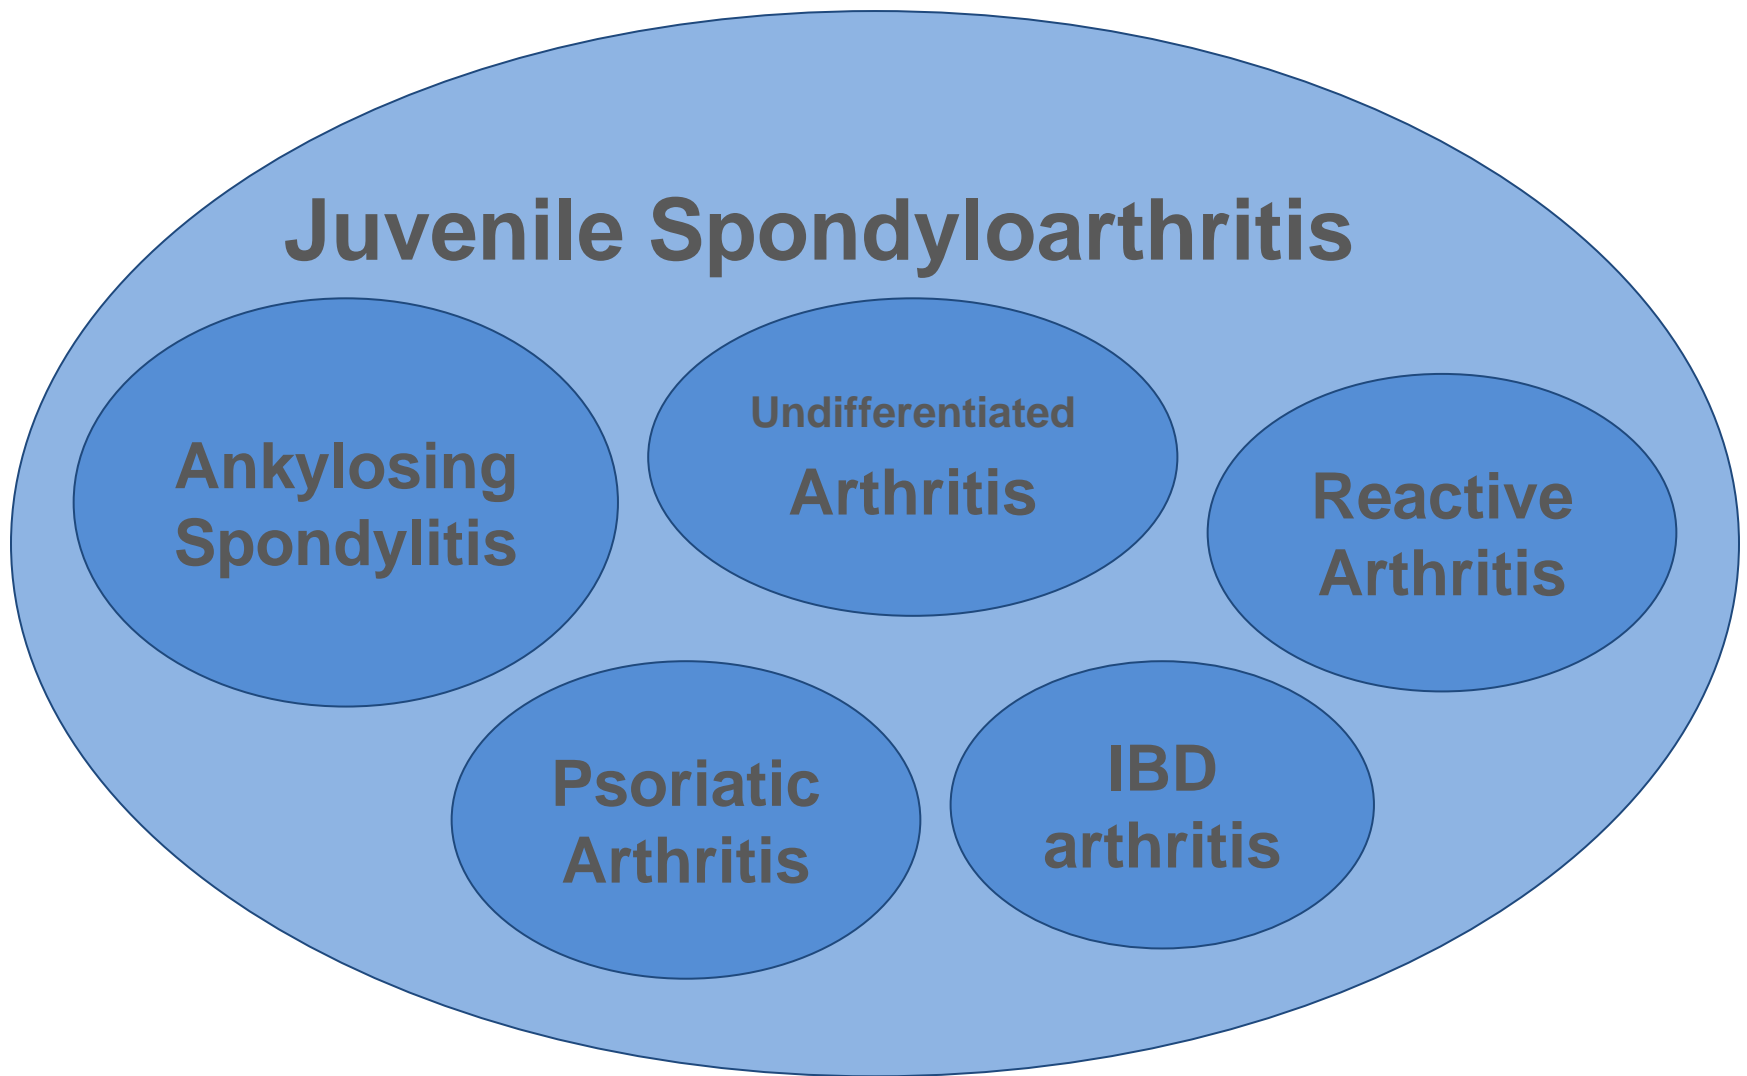 Juvenile Spondyloarthritis
Ankylosing
Spondylitis
Undifferentiated
Arthritis
Reactive
Arthritis
Psoriatic
Arthritis
IBD
arthritis